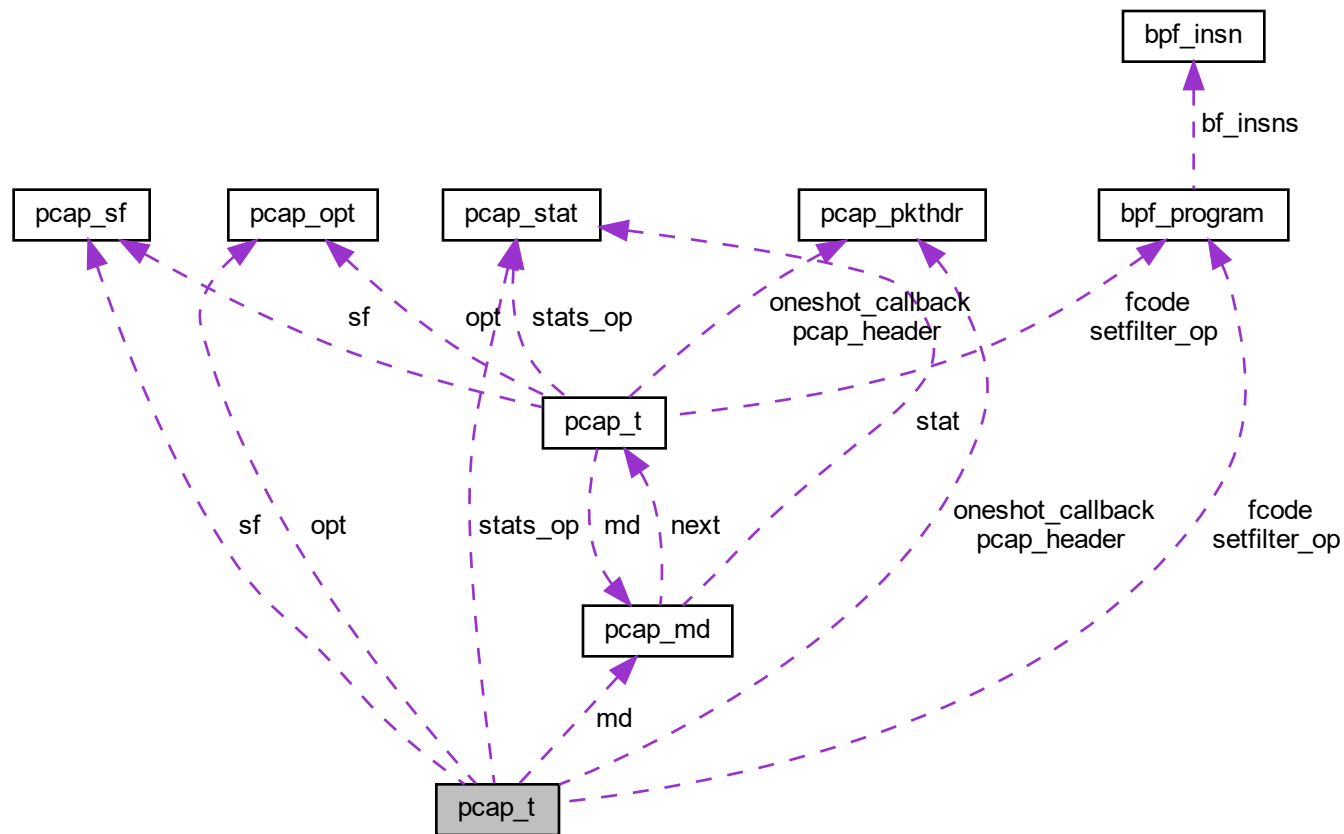 bpf_insn
bf_insns
pcap_sf
pcap_opt
pcap_stat
pcap_pkthdr
bpf_program
sf
opt
stats_op
oneshot_callback
pcap_header
fcode
setfilter_op
pcap_t
stat
sf
opt
stats_op
md
next
oneshot_callback
pcap_header
fcode
setfilter_op
pcap_md
md
pcap_t